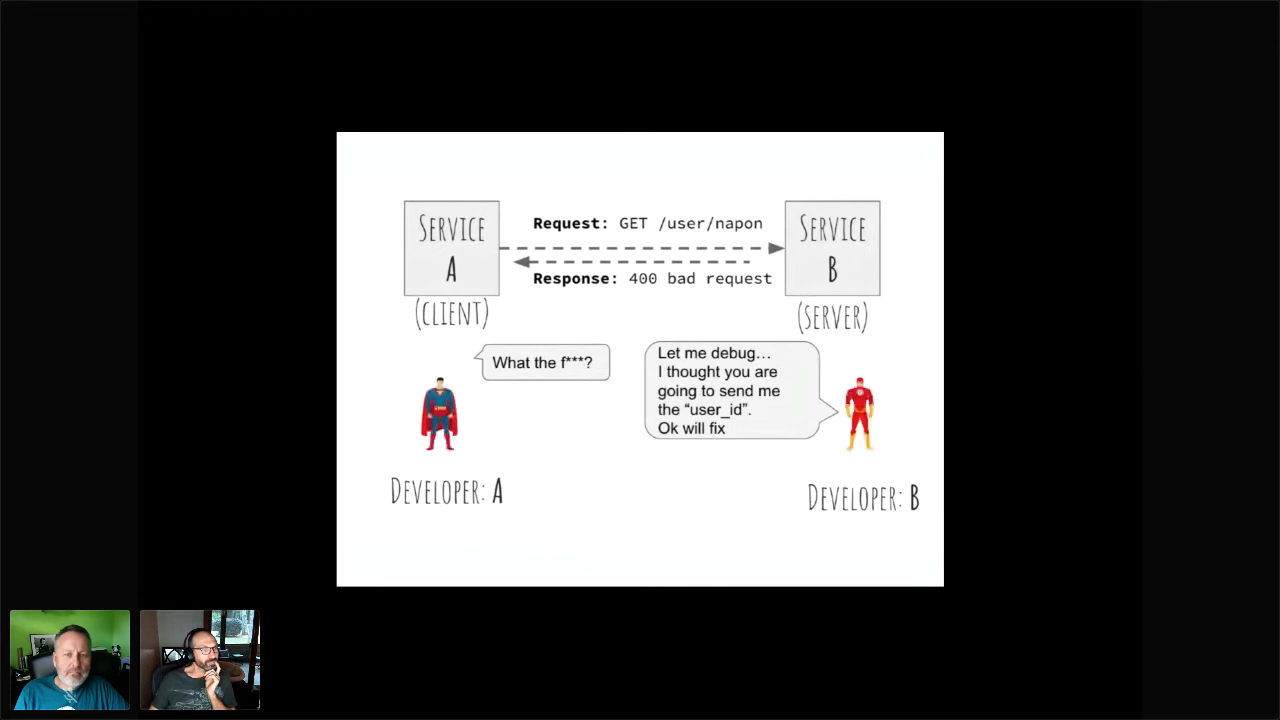 SERVICE
A
(CLIENT)
Request: GET /user/napon
Response: 400 bad request
SERVICE
B
(SERVER)
What the f***?
Let me debug…
I thought you are
going to send me
the “user_id”.
Ok will fix
DEVELOPER: A
DEVELOPER: B